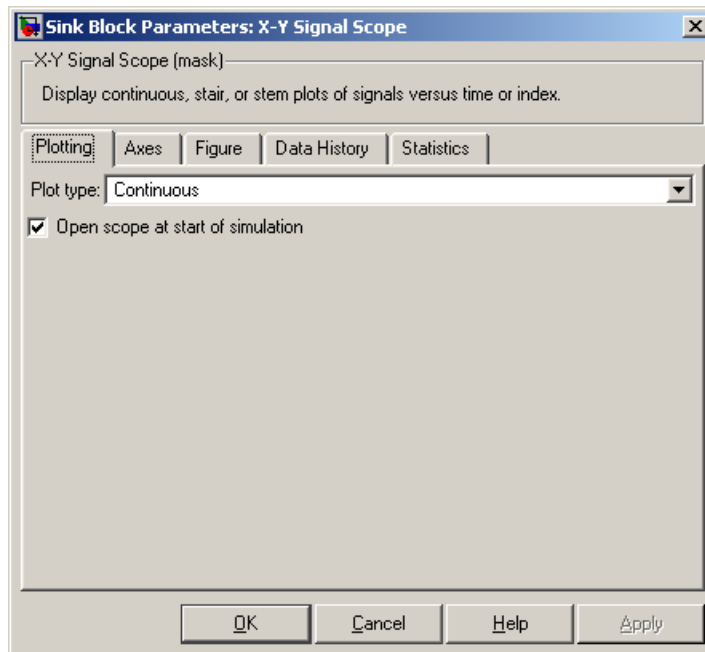 Sink Block Parameters: X-Y Signal Scope
X-Y Signal Scope (mask)
Display continuous, stair, or stem plots of signals versus time or index.
Plotting Axes Figure Data History Statistics
Plot type: Continuous
Open scope at start of simulation
OK Cancel Help Apply